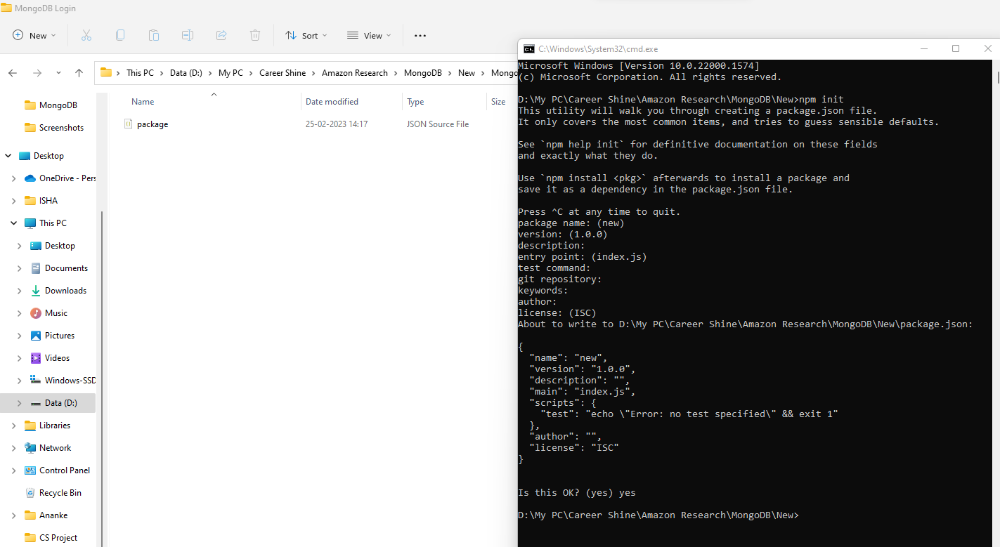 MongoDB Login
New
Sort
View
This PC > Data (D:) > My PC > Career Shine > Amazon Research > MongoDB > New > Mongo
Name
Date modified
Type
Size
package
25-02-2023 14:17
JSON Source File
MongoDB
Screenshots
Desktop
OneDrive - Pers
ISHA
This PC
Desktop
Documents
Downloads
Music
Pictures
Videos
Windows-SSD
Data (D:)
Libraries
Network
Control Panel
Recycle Bin
Ananke
CS Project
C:\Windows\System32\cmd.exe
Microsoft Windows [Version 10.0.22000.1574]
(c) Microsoft Corporation. All rights reserved.
D:\My PC\Career Shine\Amazon Research\MongoDB\New>npm init
This utility will walk you through creating a package.json file.
It only covers the most common items, and tries to guess sensible defaults.
See `npm help init` for definitive documentation on these fields
and exactly what they do.
Use `npm install <pkg>` afterwards to install a package and
save it as a dependency in the package.json file.
Press ^C at any time to quit.
package name: (new)
version: (1.0.0)
description:
entry point: (index.js)
test command:
git repository:
keywords:
author:
license: (ISC)
About to write to D:\My PC\Career Shine\Amazon Research\MongoDB\New\package.json:
{
  "name": "new",
  "version": "1.0.0",
  "description": "",
  "main": "index.js",
  "scripts": {
    "test": "echo \"Error: no test specified\" && exit 1"
  },
  "author": "",
  "license": "ISC"
}
Is this OK? (yes) yes
D:\My PC\Career Shine\Amazon Research\MongoDB\New>